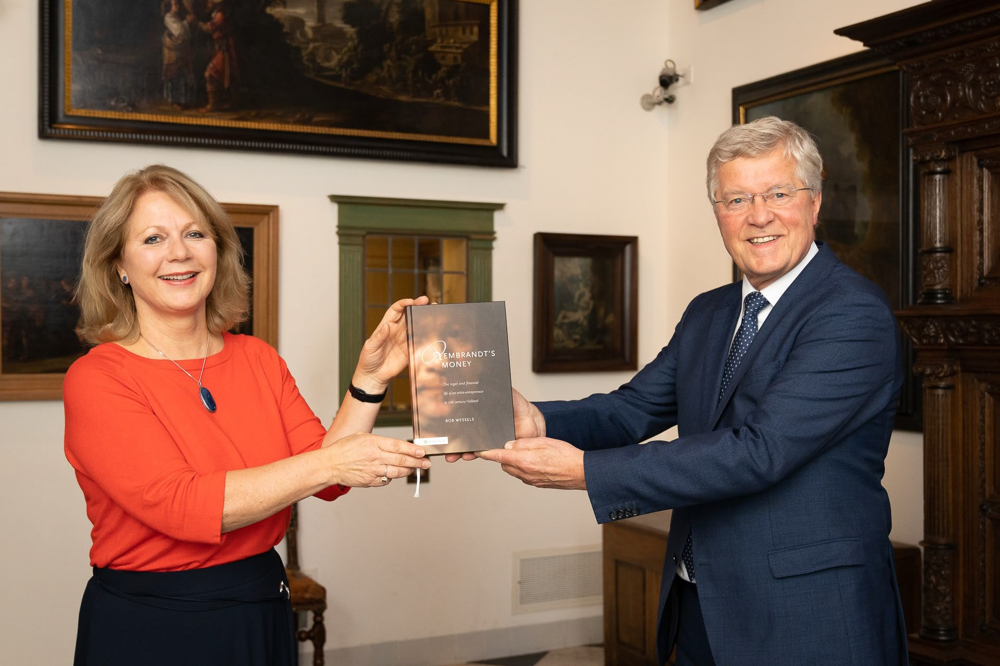 REMBRANDT'S
MONEY
The legal and financial
life of an artist-entrepreneur
in 17th century Holland
BOB WESSELS